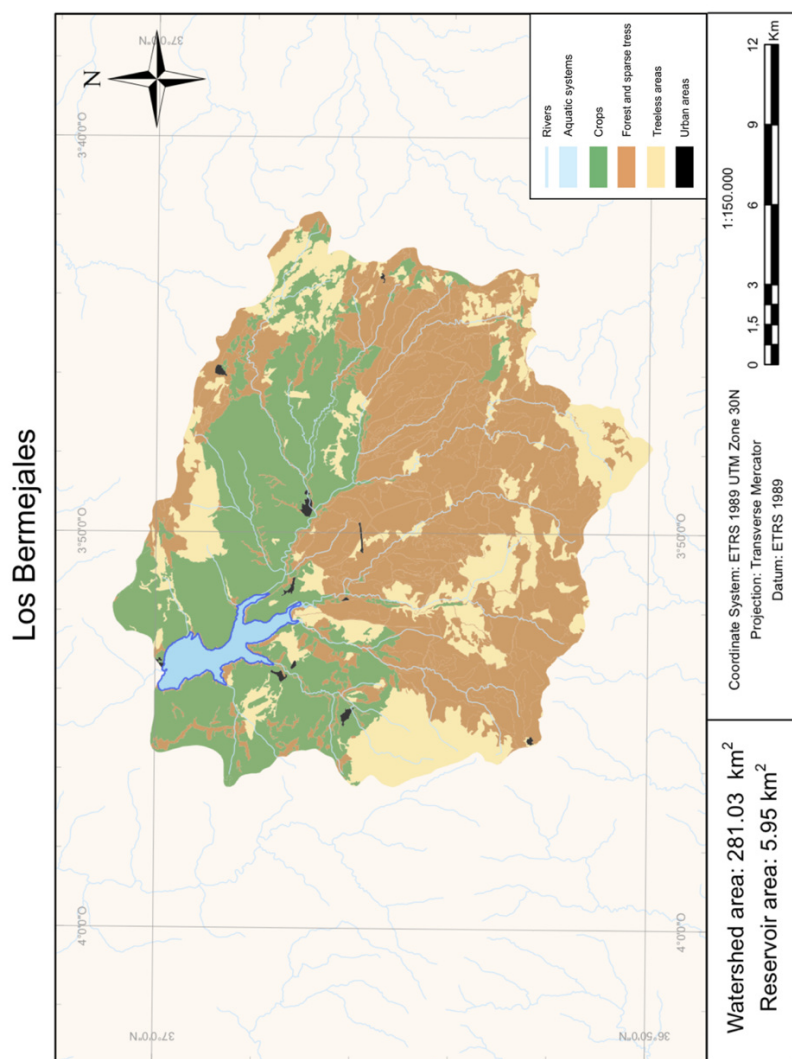 Los Bermejales
3°40'0"O
3°50'0"O
4°0'0"O
37°0'0"N
37°0'0"N
36°50'0"N
3°40'0"O
3°50'0"O
4°0'0"O
N
Rivers
Aquatic systems
Crops
Forest and sparse tress
Treeless areas
Urban areas
Watershed area: 281.03 km²
Reservoir area: 5.95 km²
Coordinate System: ETRS 1989 UTM Zone 30N
Projection: Transverse Mercator
Datum: ETRS 1989
1:150.000
0 1,5 3 6 9 12
Km